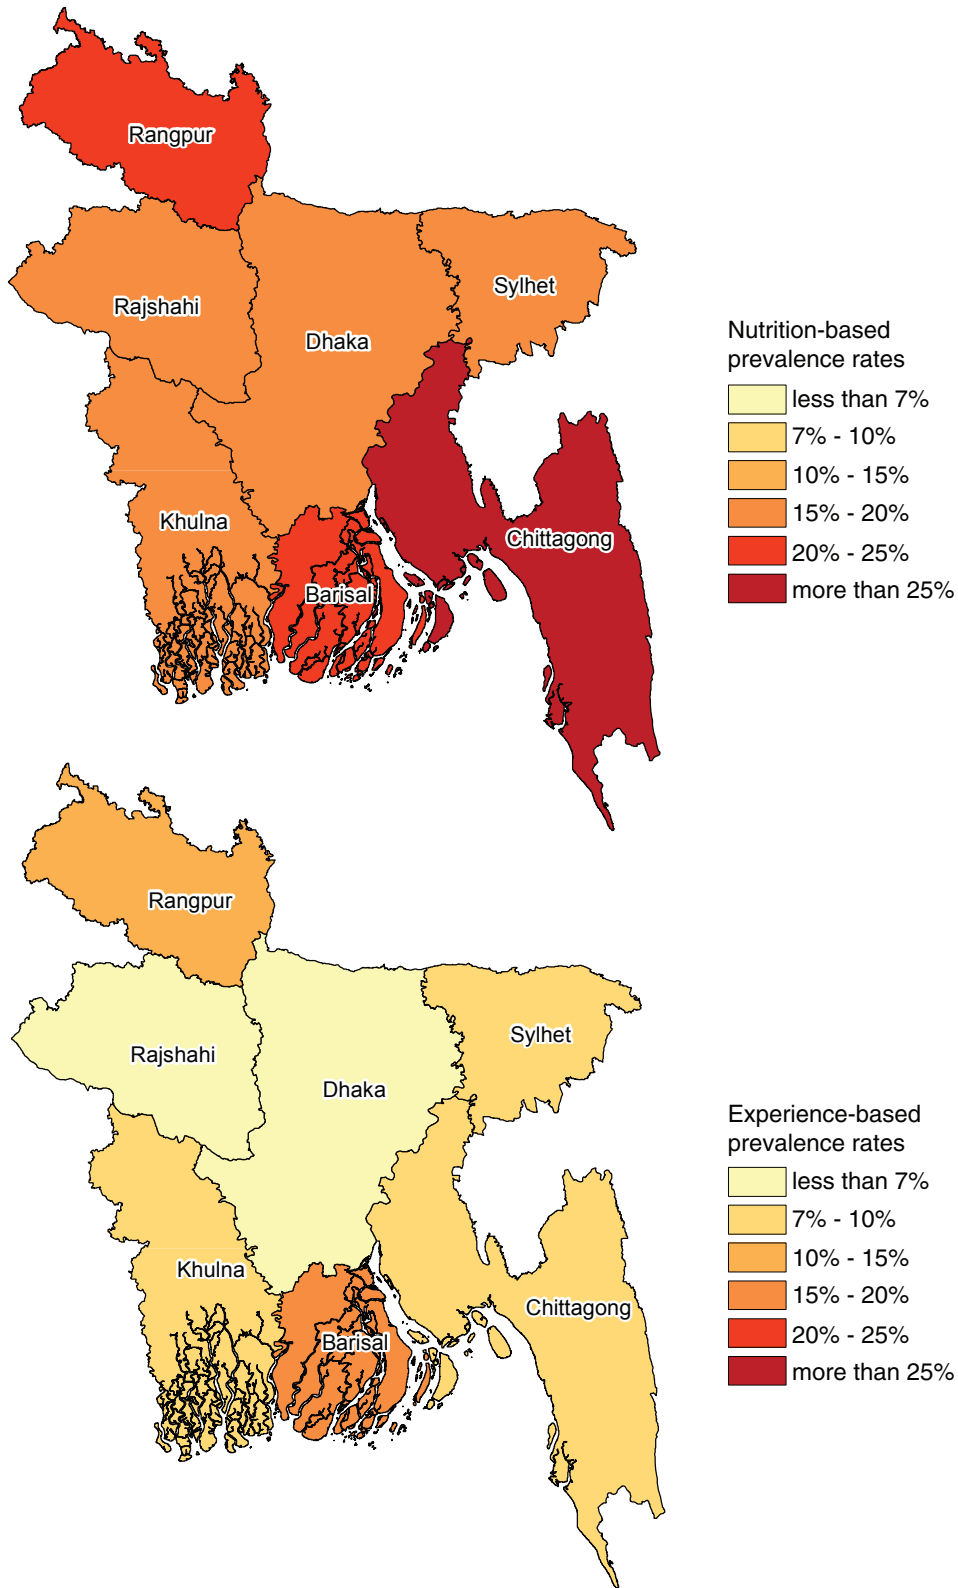 Rangpur
Sylhet
Rajshahi
Dhaka
Khulna
Chittagong
Barisal
Nutrition-based
prevalence rates
less than 7%
7% - 10%
10% - 15%
15% - 20%
20% - 25%
more than 25%
Rangpur
Sylhet
Rajshahi
Dhaka
Khulna
Chittagong
Barisal
Experience-based
prevalence rates
less than 7%
7% - 10%
10% - 15%
15% - 20%
20% - 25%
more than 25%